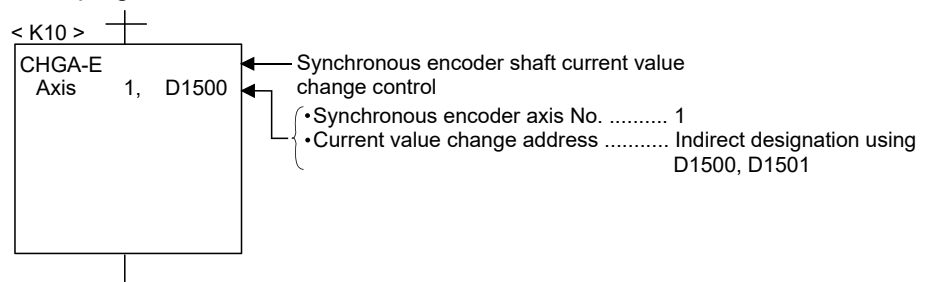 < K10 >
CHGA-E
Axis 1, D1500
Synchronous encoder shaft current value
change control
•Synchronous encoder axis No. .......... 1
•Current value change address ........... Indirect designation using
D1500, D1501